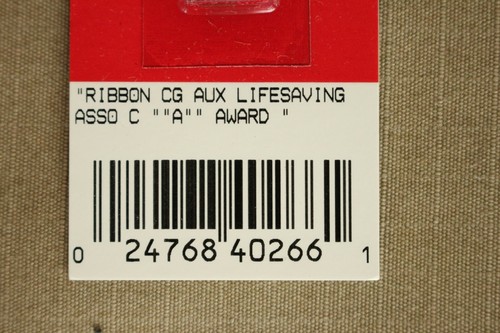 "RIBBON CG AUX LIFESAVING
ASSO C ""A"" AWARD "
0 24768 40266 1